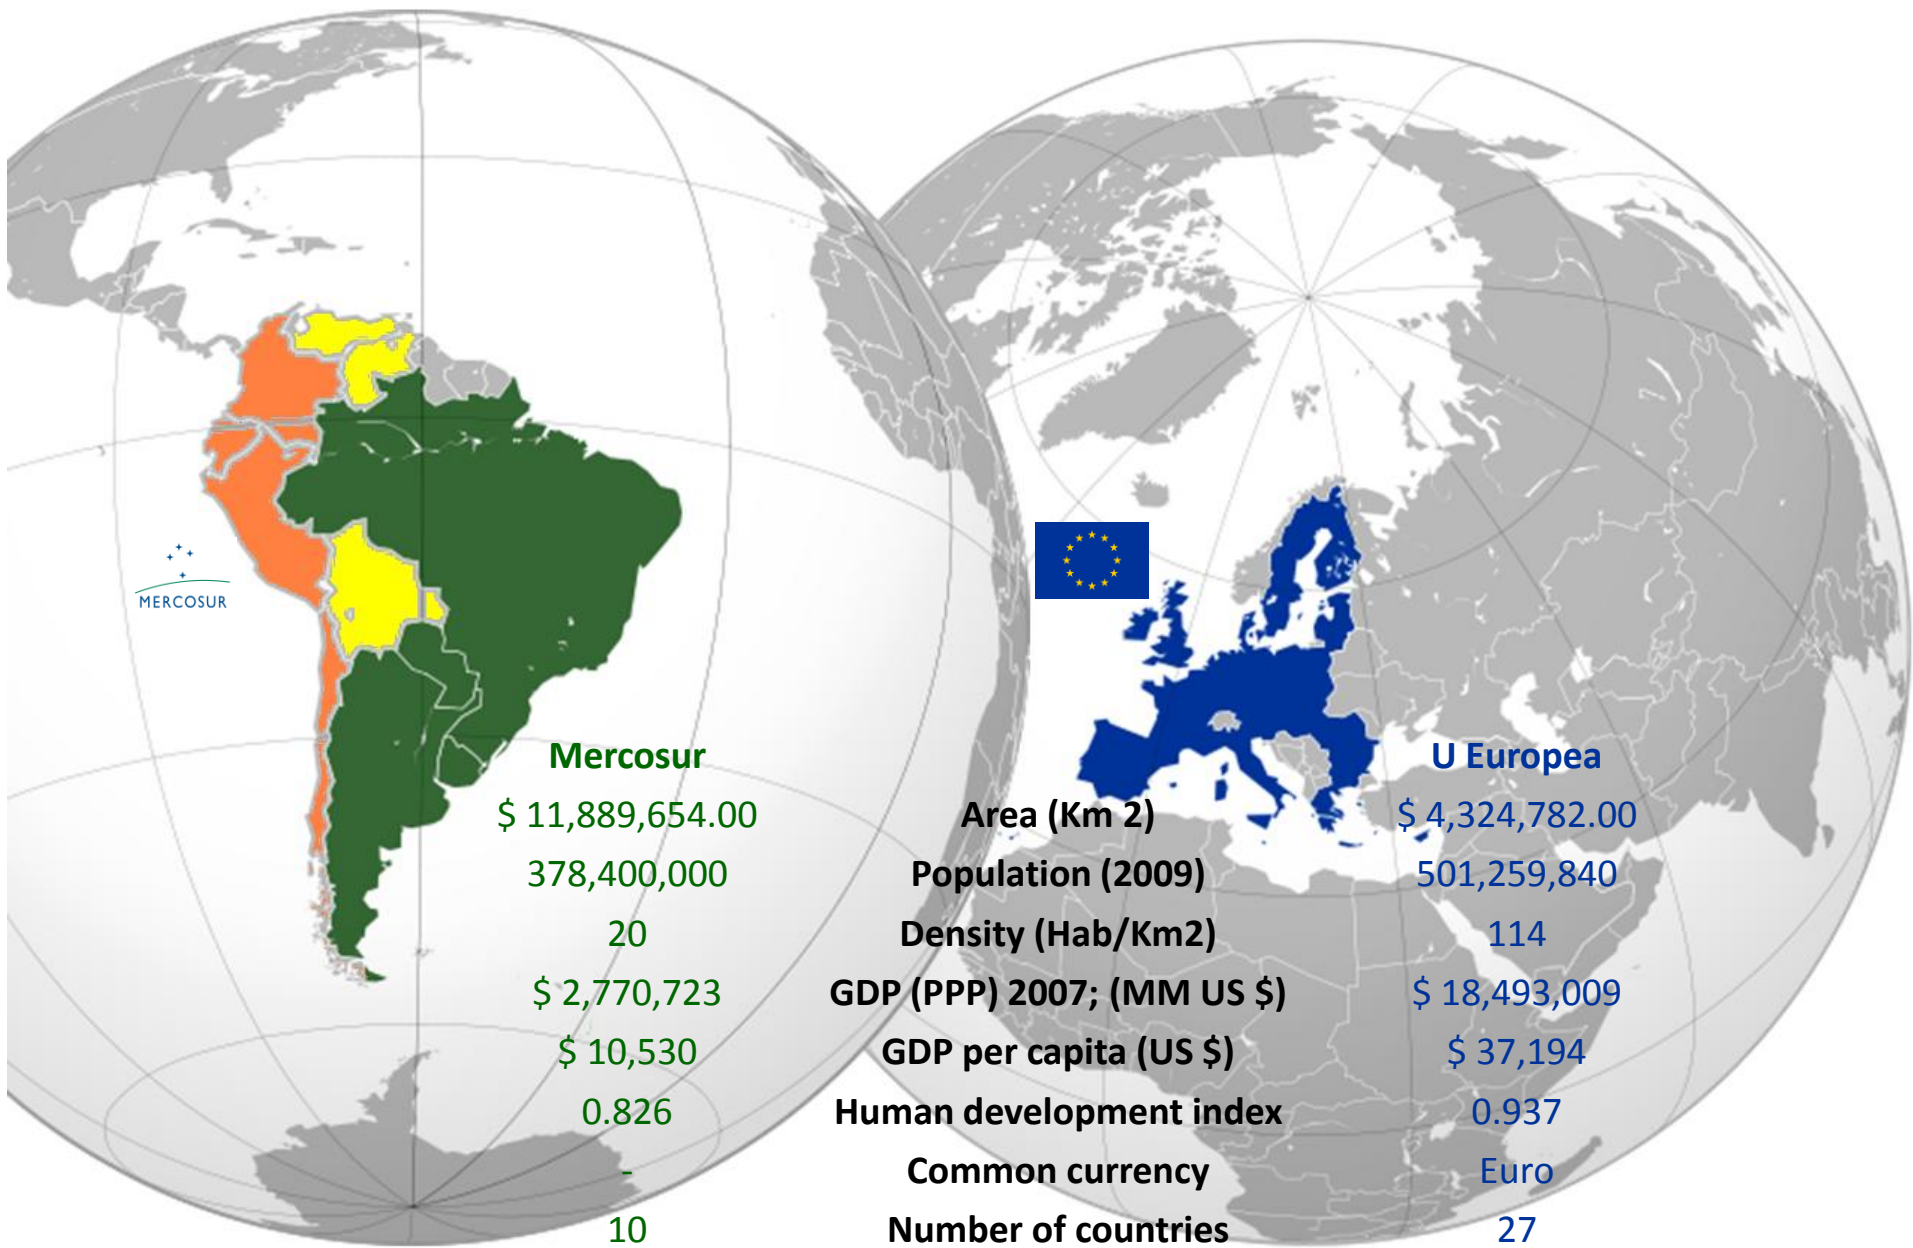 MERCOSUR
Mercosur U Europea
$ 11,889,654.00 Area (Km 2) $ 4,324,782.00
378,400,000 Population (2009) 501,259,840
20 Density (Hab/Km2) 114
$ 2,770,723 GDP (PPP) 2007; (MM US $) $ 18,493,009
$ 10,530 GDP per capita (US $) $ 37,194
0.826 Human development index 0.937
- Common currency Euro
10 Number of countries 27